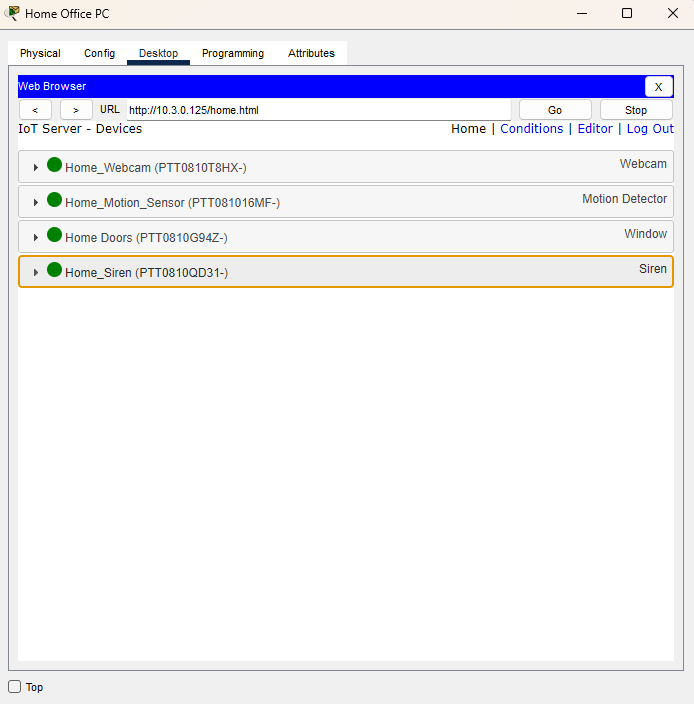 Home Office PC
Physical Config Desktop Programming Attributes
Web Browser X
< > URL http://10.3.0.125/home.html Go Stop
IoT Server - Devices Home | Conditions | Editor | Log Out
Home_Webcam (PTT0810T8HX-) Webcam
Home_Motion_Sensor (PTT081016MF-) Motion Detector
Home Doors (PTT0810G94Z-) Window
Home_Siren (PTT0810QD31-) Siren
Top